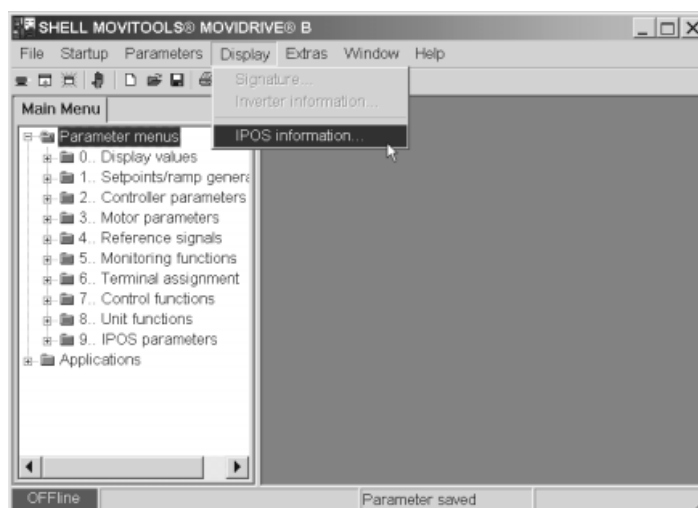 SHELL MOVITOOLS® MOVIDRIVE® B
File Startup Parameters Display Extras Window Help
Signature...
Inverter information...
IPOS information...
Main Menu
Parameter menus
0.. Display values
1.. Setpoints/ramp genera
2.. Controller parameters
3.. Motor parameters
4.. Reference signals
5.. Monitoring functions
6.. Terminal assignment
7.. Control functions
8.. Unit functions
9.. IPOS parameters
Applications
OFFline Parameter saved